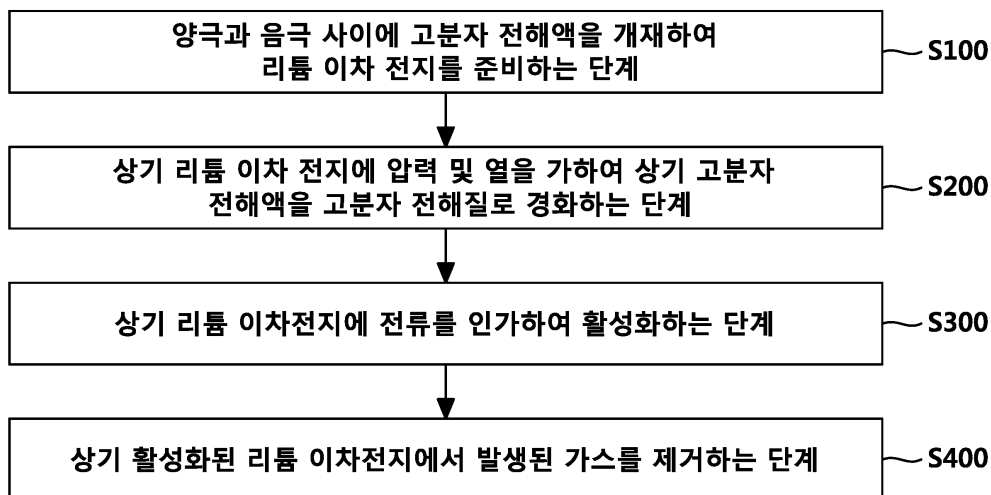 양극과 음극 사이에 고분자 전해액을 개재하여
리튬 이차 전지를 준비하는 단계
S100
상기 리튬 이차 전지에 압력 및 열을 가하여 상기 고분자
전해액을 고분자 전해질로 경화하는 단계
S200
상기 리튬 이차전지에 전류를 인가하여 활성화하는 단계
S300
상기 활성화된 리튬 이차전지에서 발생된 가스를 제거하는 단계
S400